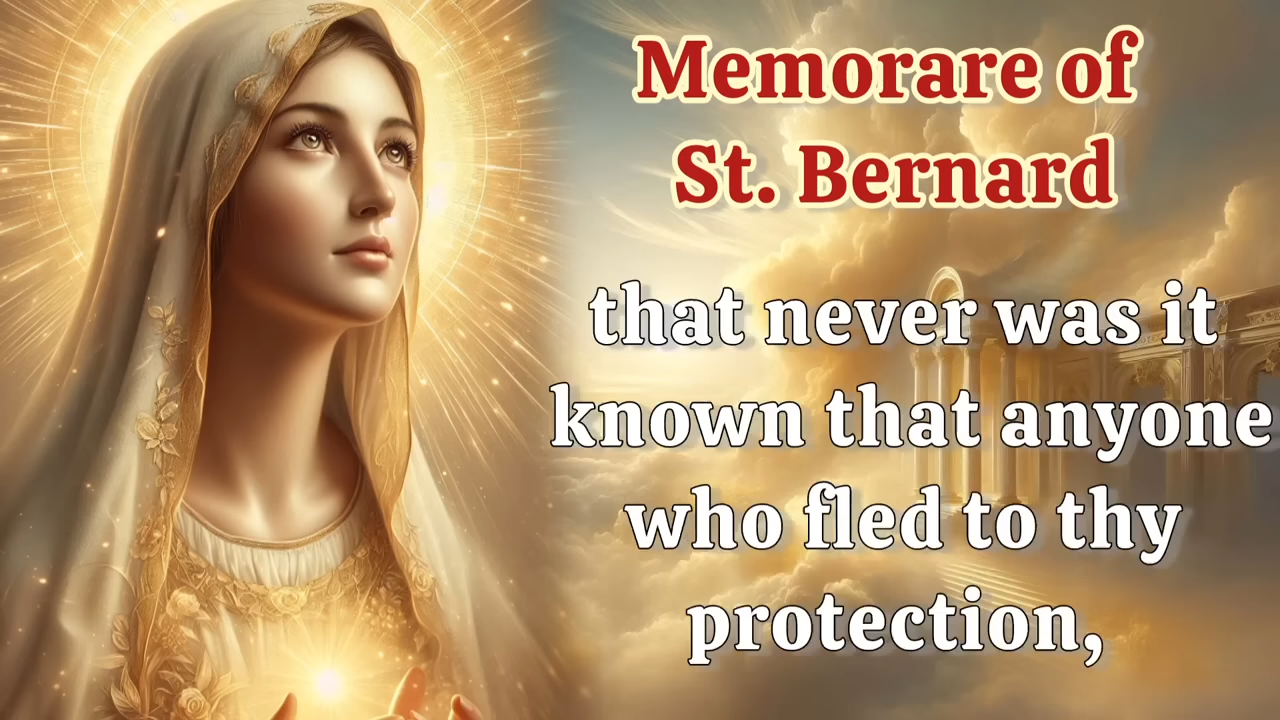 Memorare of
St. Bernard
that never was it
known that anyone
who fled to thy
protection,